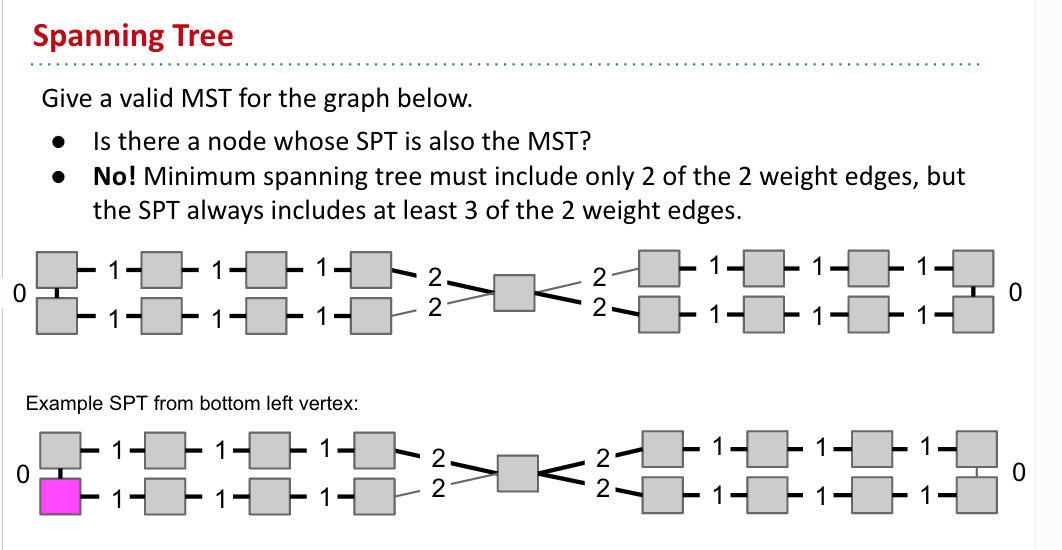 Spanning Tree
Give a valid MST for the graph below.
● Is there a node whose SPT is also the MST?
● No! Minimum spanning tree must include only 2 of the 2 weight edges, but
the SPT always includes at least 3 of the 2 weight edges.
1 1 1 2 2 1 1 1
0 0
1 1 1 2 2 1 1 1
Example SPT from bottom left vertex:
1 1 1 2 2 1 1 1
0 0
1 1 1 2 2 1 1 1